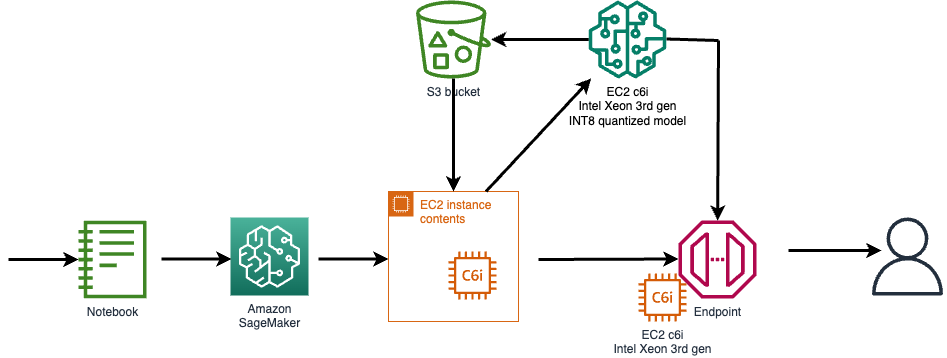 S3 bucket
EC2 c6i
Intel Xeon 3rd gen
INT8 quantized model
EC2 instance
contents
C6i
Notebook
Amazon
SageMaker
C6i
Endpoint
EC2 c6i
Intel Xeon 3rd gen